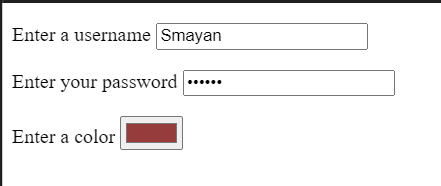 Enter a username Smayan
Enter your password ••••••
Enter a color